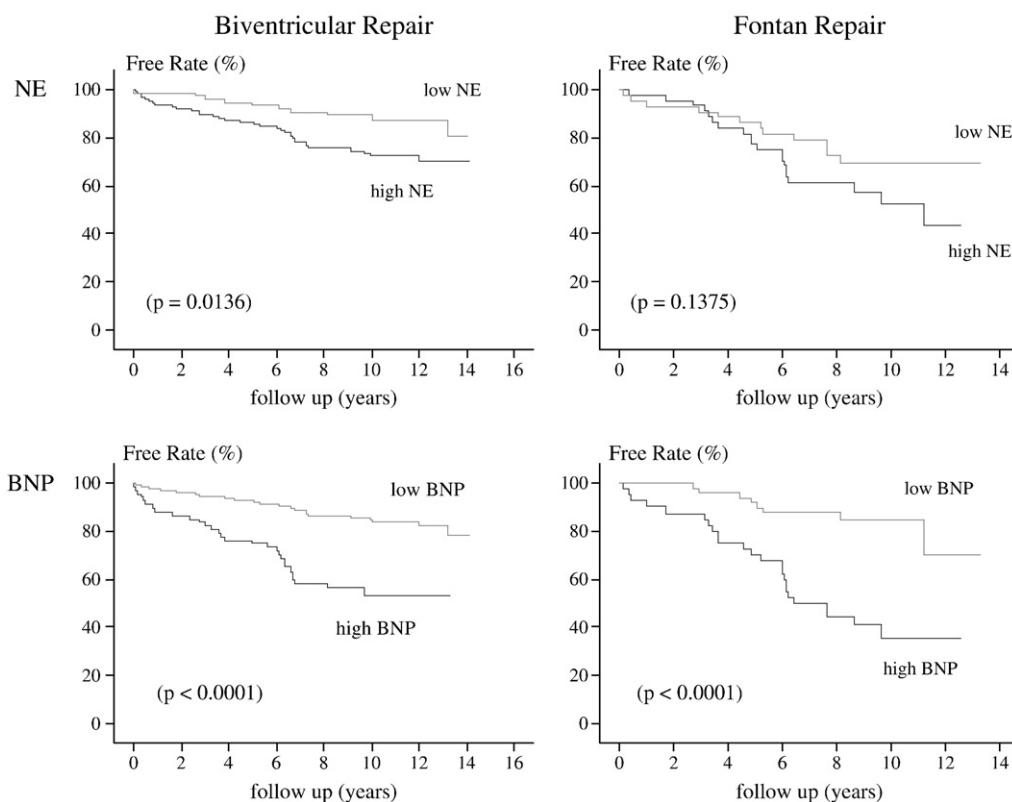 Biventricular Repair
Fontan Repair
NE
Free Rate (%)
100
80
60
40
20
0
low NE
high NE
(p = 0.0136)
0 2 4 6 8 10 12 14 16
follow up (years)
Free Rate (%)
100
80
60
40
20
0
low NE
high NE
(p = 0.1375)
0 2 4 6 8 10 12 14
follow up (years)
BNP
Free Rate (%)
100
80
60
40
20
0
low BNP
high BNP
(p < 0.0001)
0 2 4 6 8 10 12 14 16
follow up (years)
Free Rate (%)
100
80
60
40
20
0
low BNP
high BNP
(p < 0.0001)
0 2 4 6 8 10 12 14
follow up (years)